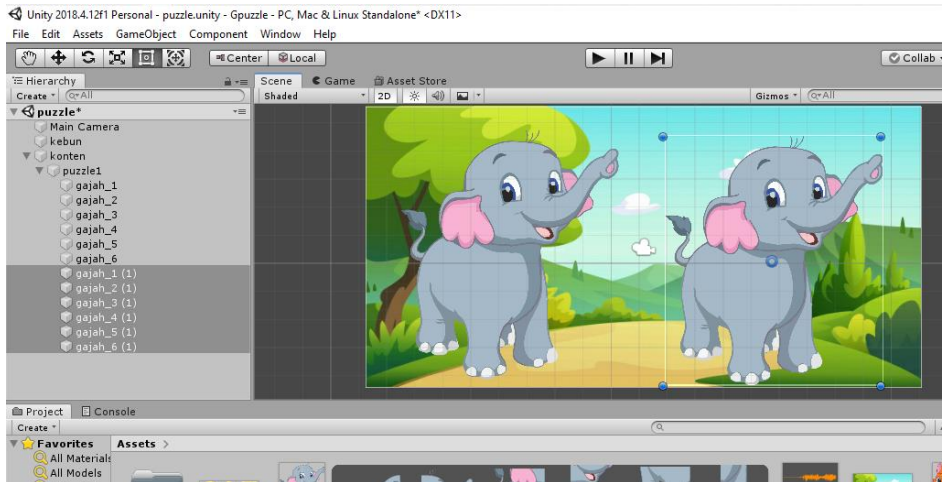 Unity 2018.4.12f1 Personal - puzzle.unity - Gpuzzle - PC, Mac & Linux Standalone* <DX11>
File Edit Assets GameObject Component Window Help
Center Local Collab
Hierarchy
Scene Game Asset Store
Create All
Shaded 2D Gizmos All
puzzle*
Main Camera
kebun
konten
puzzle1
gajah_1
gajah_2
gajah_3
gajah_4
gajah_5
gajah_6
gajah_1 (1)
gajah_2 (1)
gajah_3 (1)
gajah_4 (1)
gajah_5 (1)
gajah_6 (1)
Project Console
Create
Favorites Assets >
All Materials
All Models